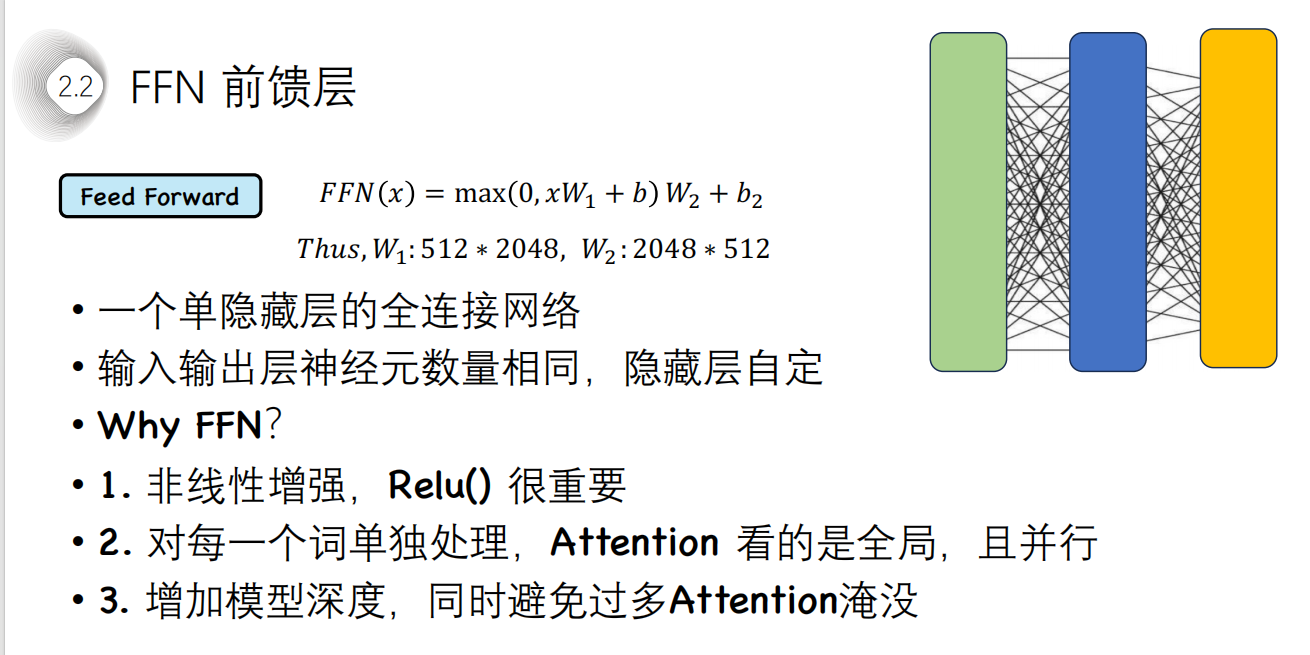 2.2 FFN 前馈层
Feed Forward
FFN(x) = max(0, xW₁ + b) W₂ + b₂
Thus, W₁: 512 * 2048, W₂: 2048 * 512
• 一个单隐藏层的全连接网络
• 输入输出层神经元数量相同，隐藏层自定
• Why FFN？
• 1. 非线性增强，Relu() 很重要
• 2. 对每一个词单独处理，Attention 看的是全局，且并行
• 3. 增加模型深度，同时避免过多Attention淹没